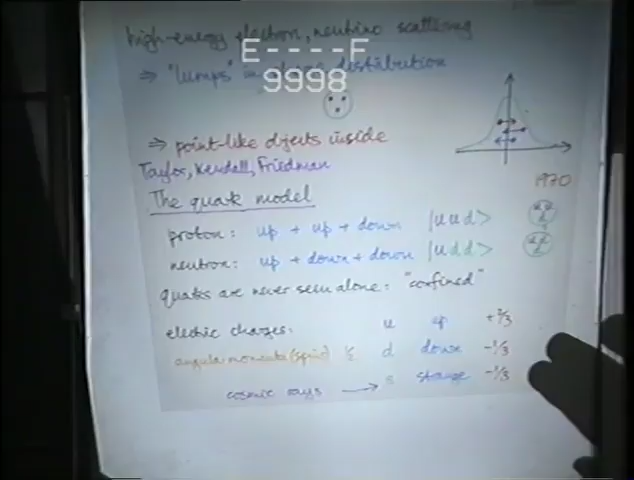 high-energy electron, neutrino scattering
E-----F
⇒ "lumps" in charge distribution
9998
⇒ point-like objects inside
Taylor, Kendall, Friedman
1970
The quark model
proton: up + up + down |uud>
neutron: up + down + down |udd>
quarks are never seen alone: "confined"
electric charges: u up +2/3
angular momenta (spin) 1/2 d down -1/3
cosmic rays → s strange -1/3